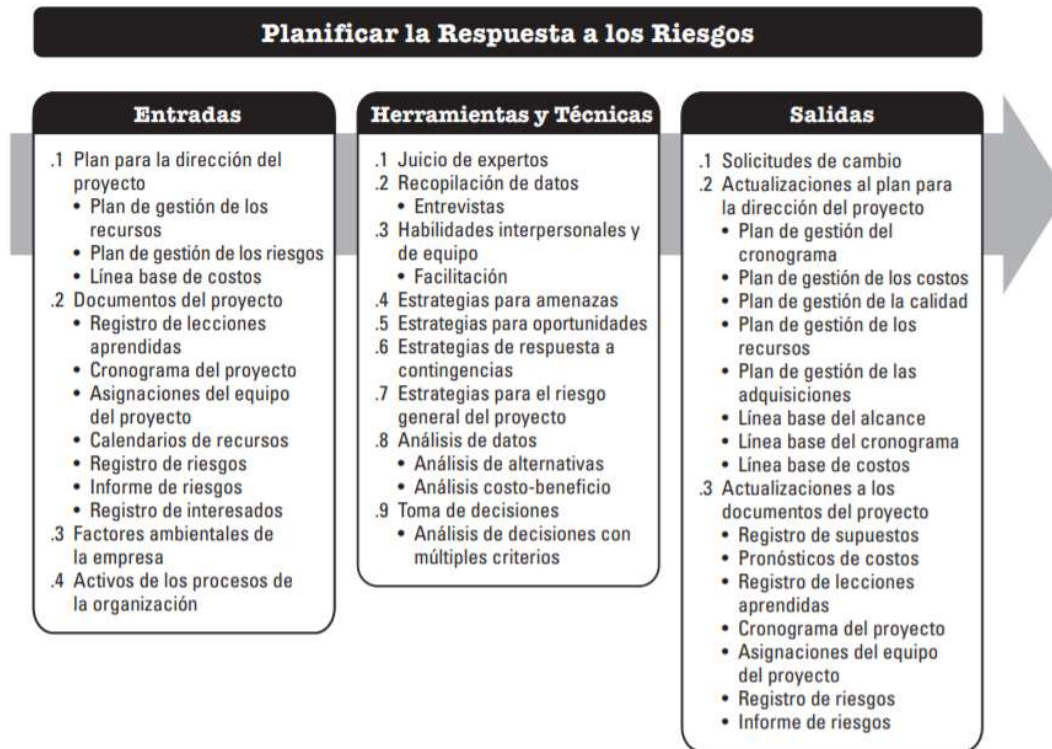 Planificar la Respuesta a los Riesgos
Entradas
.1 Plan para la dirección del
proyecto
• Plan de gestión de los
recursos
• Plan de gestión de los riesgos
• Línea base de costos
.2 Documentos del proyecto
• Registro de lecciones
aprendidas
• Cronograma del proyecto
• Asignaciones del equipo
del proyecto
• Calendarios de recursos
• Registro de riesgos
• Informe de riesgos
• Registro de interesados
.3 Factores ambientales de
la empresa
.4 Activos de los procesos de
la organización
Herramientas y Técnicas
.1 Juicio de expertos
.2 Recopilación de datos
• Entrevistas
.3 Habilidades interpersonales y
de equipo
• Facilitación
.4 Estrategias para amenazas
.5 Estrategias para oportunidades
.6 Estrategias de respuesta a
contingencias
.7 Estrategias para el riesgo
general del proyecto
.8 Análisis de datos
• Análisis de alternativas
• Análisis costo-beneficio
.9 Toma de decisiones
• Análisis de decisiones con
múltiples criterios
Salidas
.1 Solicitudes de cambio
.2 Actualizaciones al plan para
la dirección del proyecto
• Plan de gestión del
cronograma
• Plan de gestión de los costos
• Plan de gestión de la calidad
• Plan de gestión de los
recursos
• Plan de gestión de las
adquisiciones
• Línea base del alcance
• Línea base del cronograma
• Línea base de costos
.3 Actualizaciones a los
documentos del proyecto
• Registro de supuestos
• Pronósticos de costos
• Registro de lecciones
aprendidas
• Cronograma del proyecto
• Asignaciones del equipo
del proyecto
• Registro de riesgos
• Informe de riesgos